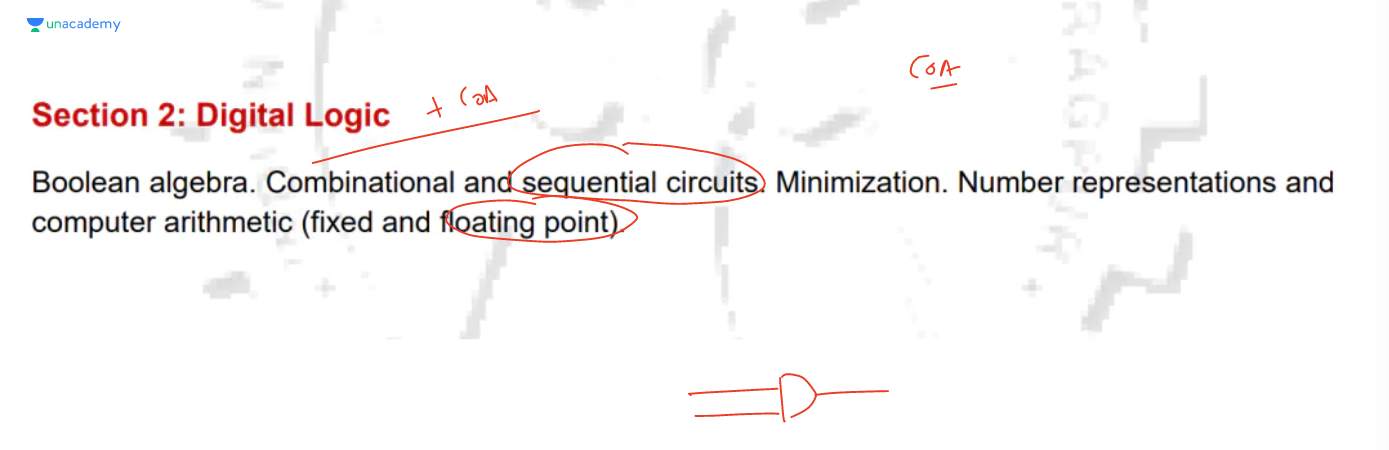 unacademy
COA
Section 2: Digital Logic + COA
Boolean algebra. Combinational and sequential circuits. Minimization. Number representations and
computer arithmetic (fixed and floating point).